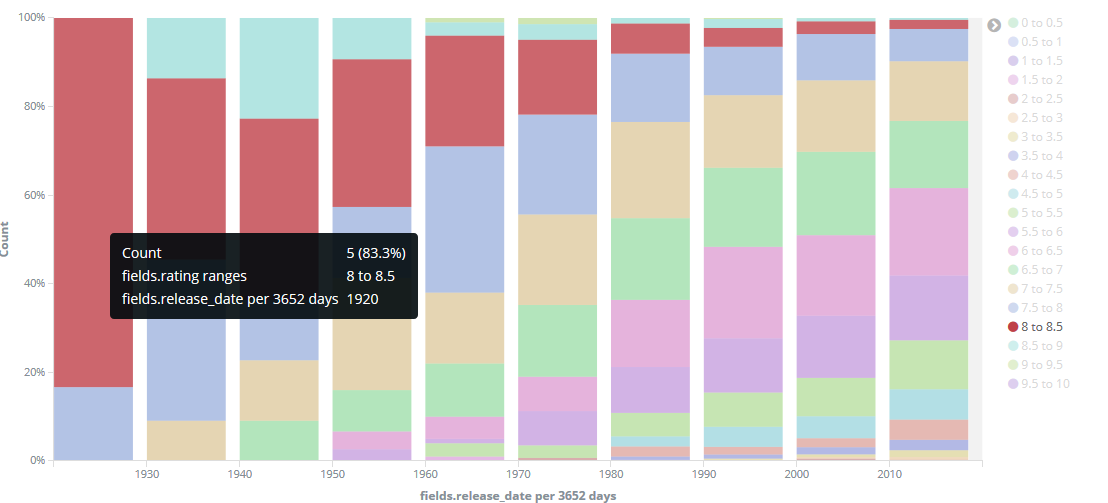 100%
80%
60%
40%
20%
0%
Count
Count 5 (83.3%)
fields.rating ranges 8 to 8.5
fields.release_date per 3652 days 1920
1930 1940 1950 1960 1970 1980 1990 2000 2010
fields.release_date per 3652 days
0 to 0.5
0.5 to 1
1 to 1.5
1.5 to 2
2 to 2.5
2.5 to 3
3 to 3.5
3.5 to 4
4 to 4.5
4.5 to 5
5 to 5.5
5.5 to 6
6 to 6.5
6.5 to 7
7 to 7.5
7.5 to 8
8 to 8.5
8.5 to 9
9 to 9.5
9.5 to 10